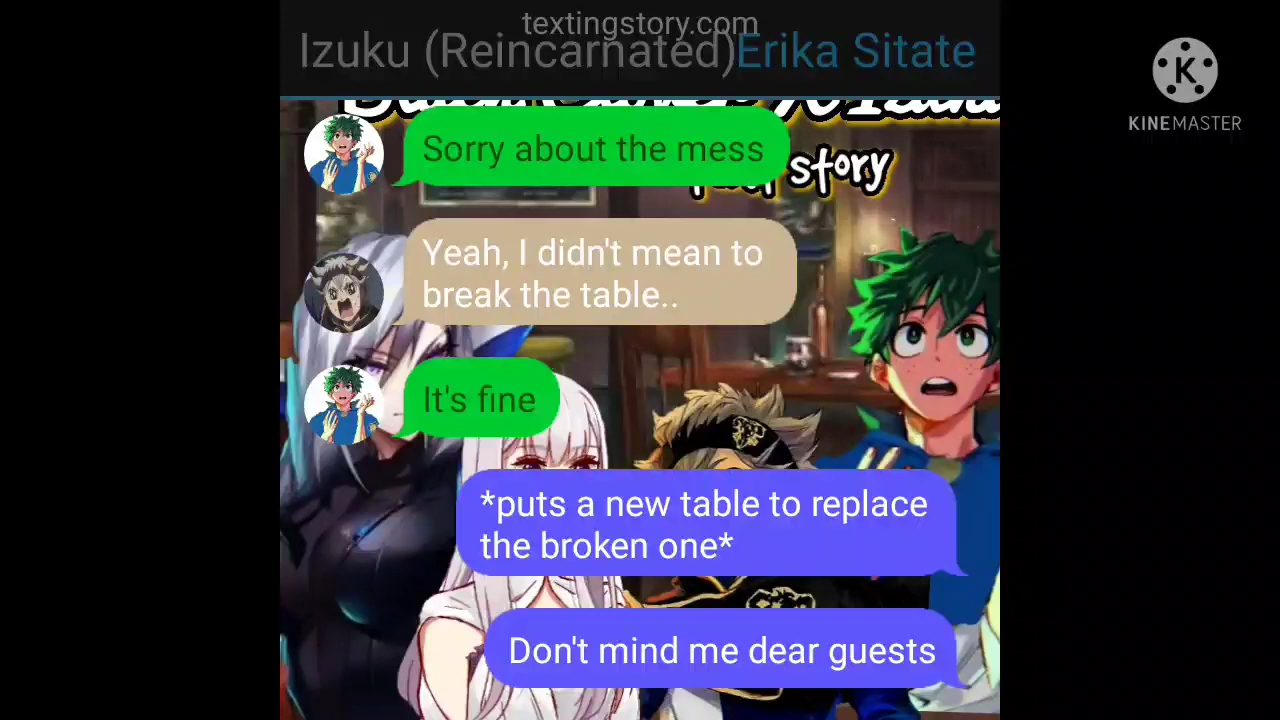 textingstory.com
Izuku (Reincarnated)Erika Sitate
KINEMASTER
Sorry about the mess
story
Yeah, I didn't mean to
break the table..
It's fine
*puts a new table to replace
the broken one*
Don't mind me dear guests